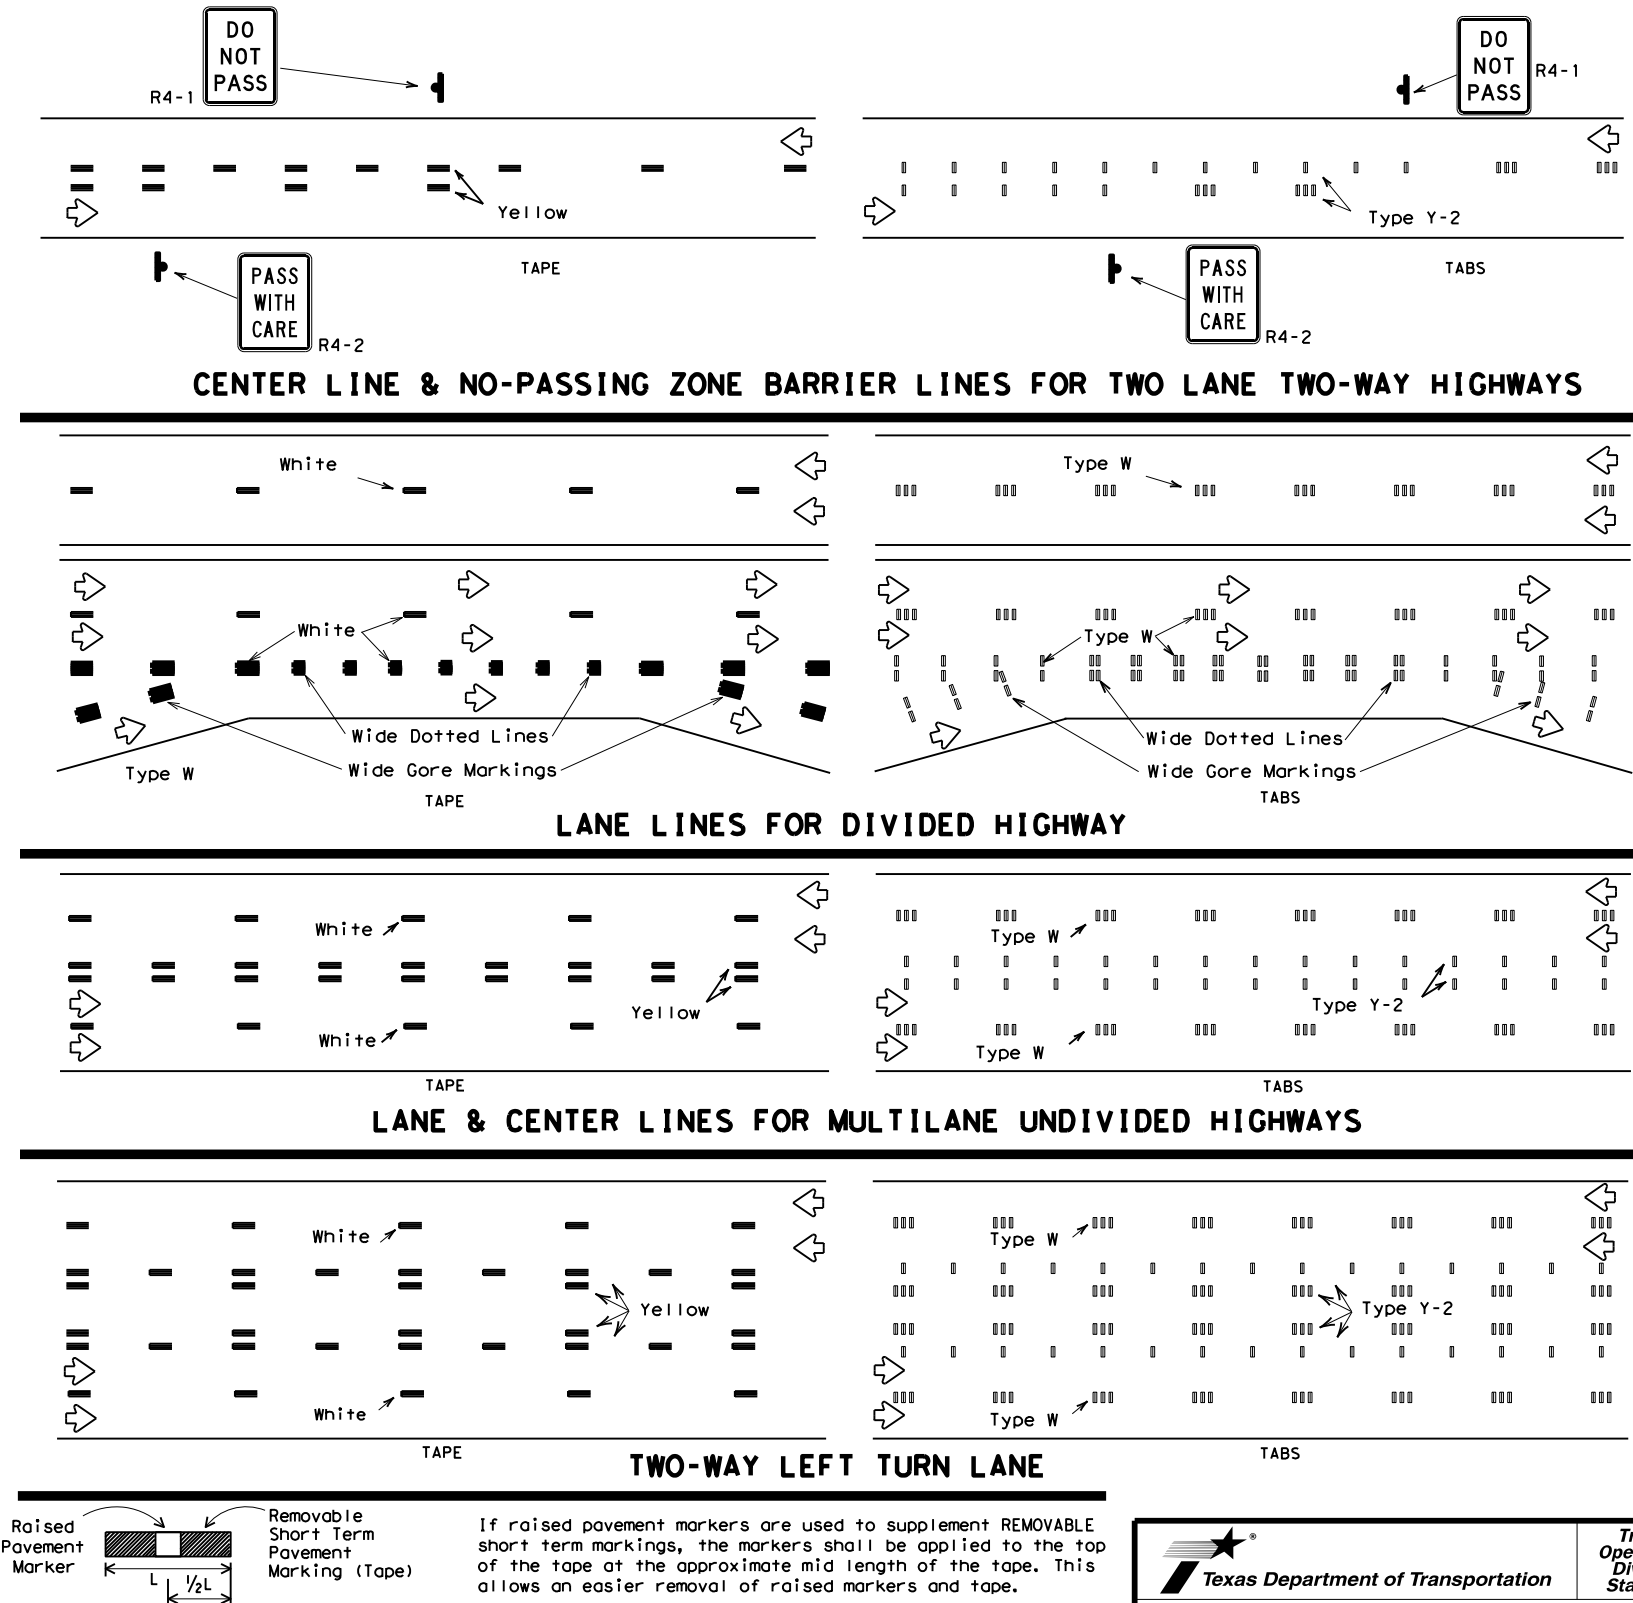 DO
NOT
PASS
R4-1
DO
NOT
PASS
R4-1
Yellow
Type Y-2
TAPE
TABS
PASS
WITH
CARE
R4-2
PASS
WITH
CARE
R4-2
CENTER LINE & NO-PASSING ZONE BARRIER LINES FOR TWO LANE TWO-WAY HIGHWAYS
White
Type W
White
Type W
Wide Dotted Lines
Wide Dotted Lines
Type W
Wide Gore Markings
Wide Gore Markings
TAPE
TABS
LANE LINES FOR DIVIDED HIGHWAY
White
Type W
Yellow
Type Y-2
White
Type W
TAPE
TABS
LANE & CENTER LINES FOR MULTILANE UNDIVIDED HIGHWAYS
White
Type W
Yellow
Type Y-2
White
Type W
TAPE
TABS
TWO-WAY LEFT TURN LANE
Raised
Pavement
Marker
Removable
Short Term
Pavement
Marking (Tape)
L
½L
If raised pavement markers are used to supplement REMOVABLE
short term markings, the markers shall be applied to the top
of the tape at the approximate mid length of the tape. This
allows an easier removal of raised markers and tape.
®
Texas Department of Transportation